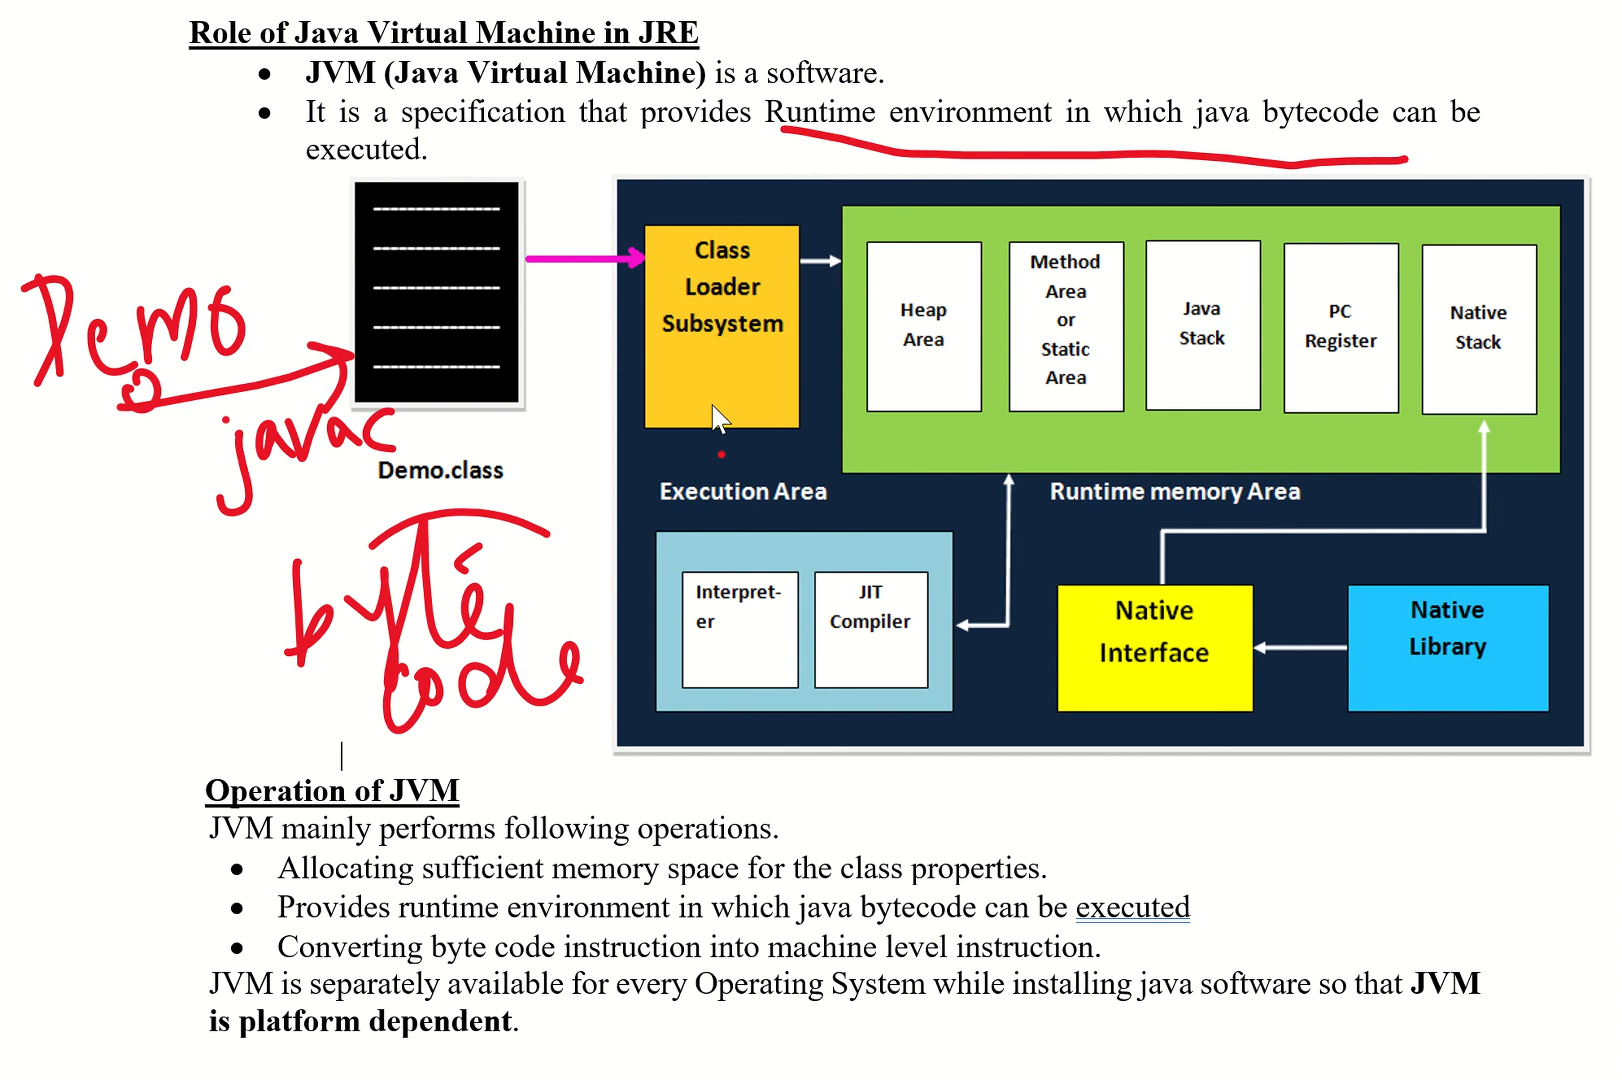 Role of Java Virtual Machine in JRE
• JVM (Java Virtual Machine) is a software.
• It is a specification that provides Runtime environment in which java bytecode can be
executed.
Demo
javac
Demo.class
byte
code
Class
Loader
Subsystem
Heap
Area
Method
Area
or
Static
Area
Java
Stack
PC
Register
Native
Stack
Execution Area
Runtime memory Area
Interpret-
er
JIT
Compiler
Native
Interface
Native
Library
Operation of JVM
JVM mainly performs following operations.
• Allocating sufficient memory space for the class properties.
• Provides runtime environment in which java bytecode can be executed
• Converting byte code instruction into machine level instruction.
JVM is separately available for every Operating System while installing java software so that JVM
is platform dependent.